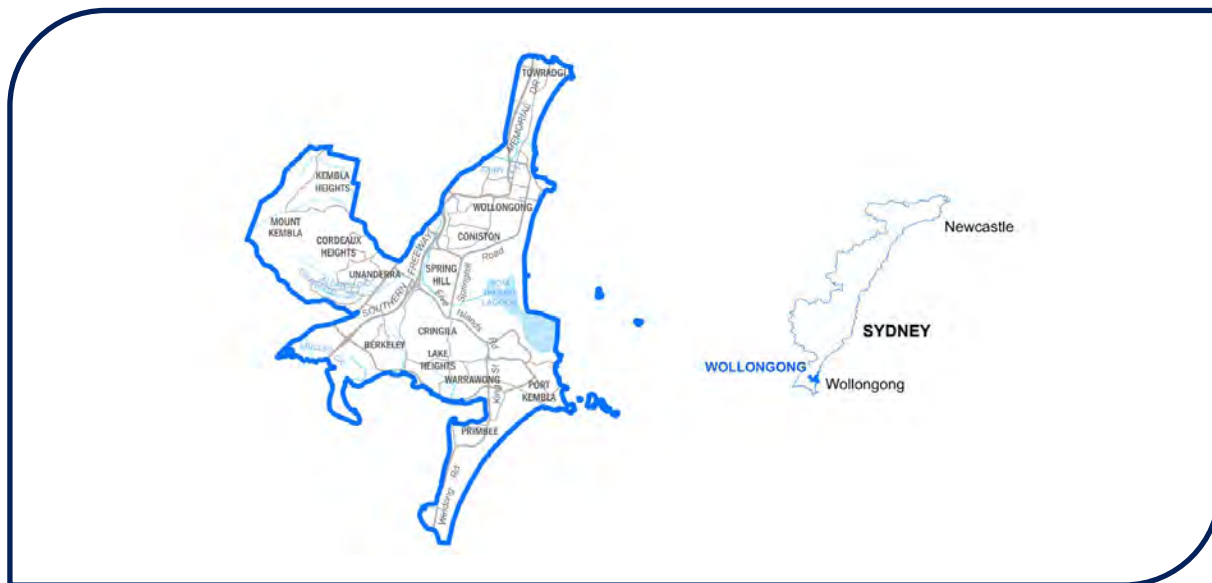 TOWRADGI
MEMORIAL DR
KEMBLA
HEIGHTS
WOLLONGONG
MOUNT
KEMBLA
CORDEAUX
HEIGHTS
CONISTON
Springhill Road
SOUTHERN FREEWAY
UNANDERRA
SPRING
HILL
Five Islands Rd
CRINGILA
BERKELEY
LAKE
HEIGHTS
WARRAWONG
King St
PORT
KEMBLA
PRIMBEE
Windang Rd
Newcastle
SYDNEY
WOLLONGONG
Wollongong